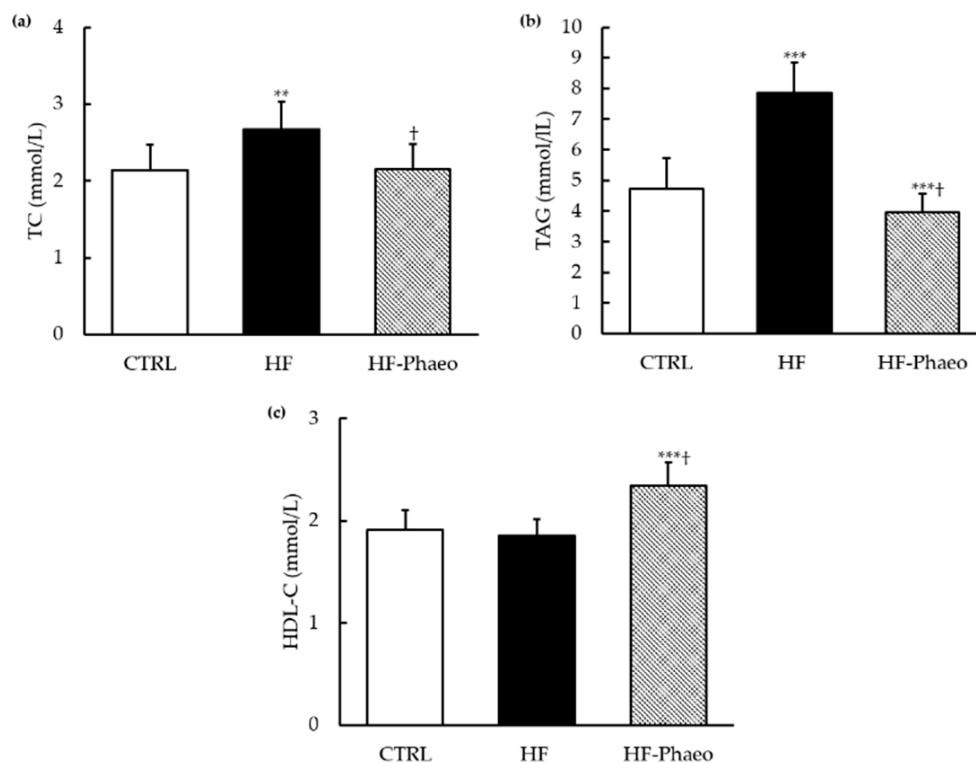 (a)
TC (mmol/L)
4
3
2
1
0
**
†
CTRL HF HF-Phaeo
(b)
TAG (mmol/lL)
10
9
8
7
6
5
4
3
2
1
0
***
***†
CTRL HF HF-Phaeo
(c)
HDL-C (mmol/L)
3
2
1
0
***†
CTRL HF HF-Phaeo